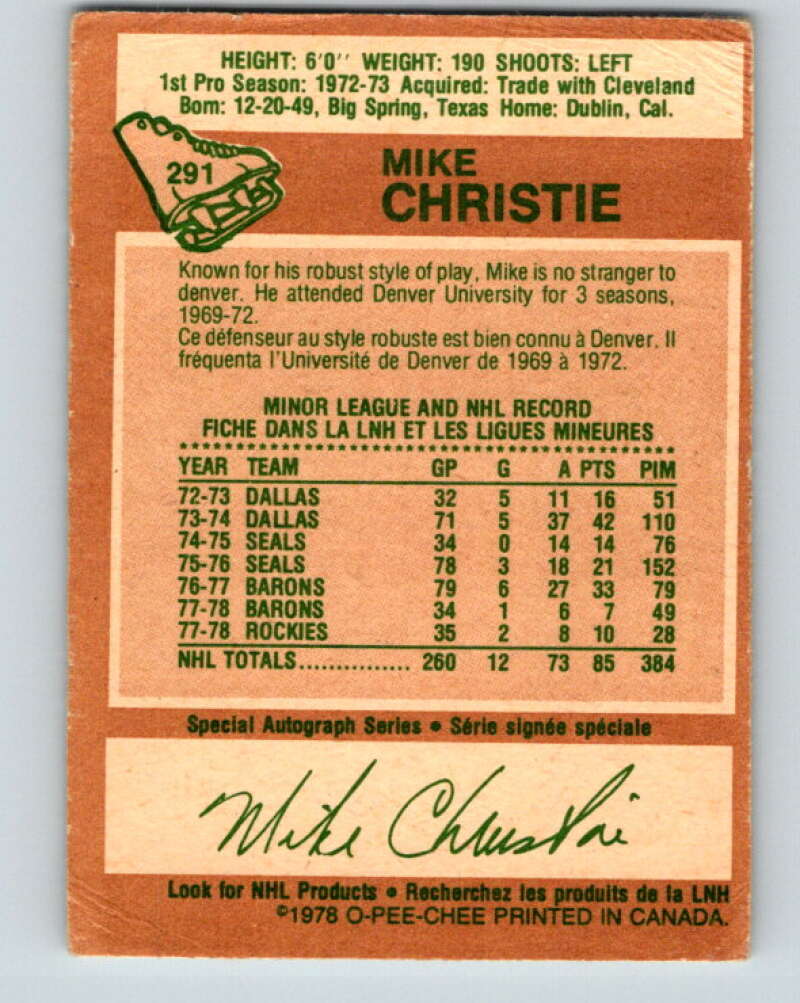 HEIGHT: 6'0'' WEIGHT: 190 SHOOTS: LEFT
1st Pro Season: 1972-73 Acquired: Trade with Cleveland
Born: 12-20-49, Big Spring, Texas Home: Dublin, Cal.
291
MIKE
CHRISTIE
Known for his robust style of play, Mike is no stranger to
denver. He attended Denver University for 3 seasons,
1969-72.
Ce défenseur au style robuste est bien connu à Denver. Il
fréquenta l'Université de Denver de 1969 à 1972.
MINOR LEAGUE AND NHL RECORD
FICHE DANS LA LNH ET LES LIGUES MINEURES
YEAR TEAM GP G A PTS PIM
72-73 DALLAS 32 5 11 16 51
73-74 DALLAS 71 5 37 42 110
74-75 SEALS 34 0 14 14 76
75-76 SEALS 78 3 18 21 152
76-77 BARONS 79 6 27 33 79
77-78 BARONS 34 1 6 7 49
77-78 ROCKIES 35 2 8 10 28
NHL TOTALS............... 260 12 73 85 384
Special Autograph Series • Série signée spéciale
Mike Christie
Look for NHL Products • Recherchez les produits de la LNH
©1978 O-PEE-CHEE PRINTED IN CANADA.